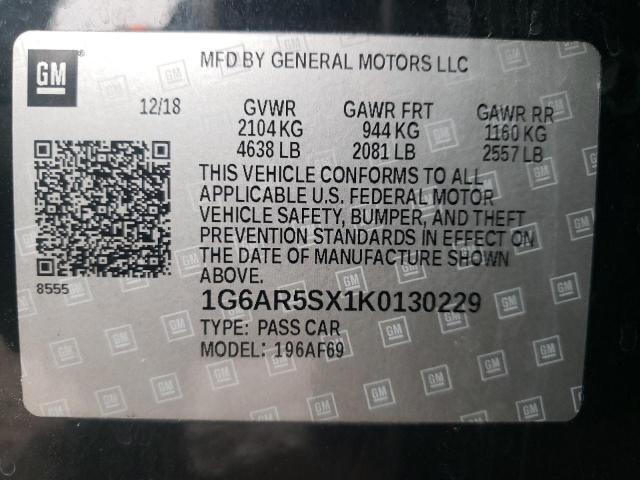 GM
MFD BY GENERAL MOTORS LLC
12/18 GVWR GAWR FRT GAWR RR
2104 KG 944 KG 1160 KG
4638 LB 2081 LB 2557 LB
THIS VEHICLE CONFORMS TO ALL
APPLICABLE U.S. FEDERAL MOTOR
VEHICLE SAFETY, BUMPER, AND THEFT
PREVENTION STANDARDS IN EFFECT ON
THE DATE OF MANUFACTURE SHOWN
ABOVE.
8555
1G6AR5SX1K0130229
TYPE: PASS CAR
MODEL: 196AF69